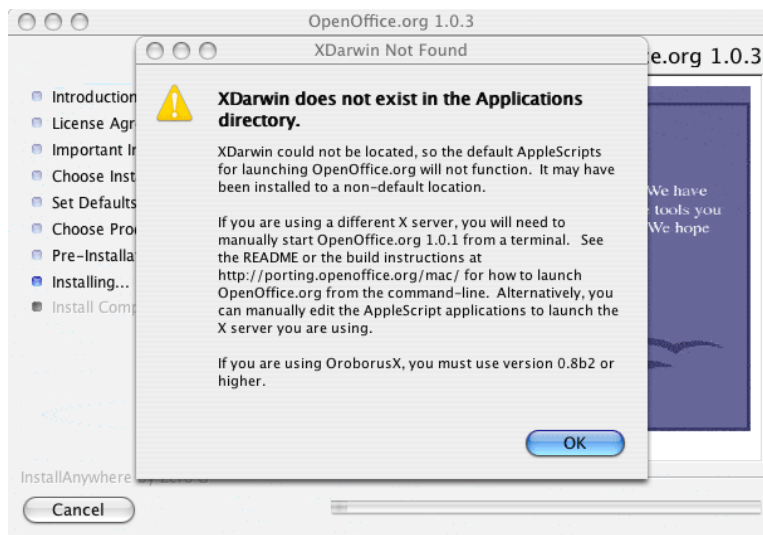 OpenOffice.org 1.0.3
XDarwin Not Found
e.org 1.0.3
XDarwin does not exist in the Applications
directory.
XDarwin could not be located, so the default AppleScripts
for launching OpenOffice.org will not function.  It may have
been installed to a non-default location.
If you are using a different X server, you will need to
manually start OpenOffice.org 1.0.1 from a terminal.   See
the README or the build instructions at
http://porting.openoffice.org/mac/ for how to launch
OpenOffice.org from the command-line.  Alternatively, you
can manually edit the AppleScript applications to launch the
X server you are using.
If you are using OroborusX, you must use version 0.8b2 or
higher.
OK
Introduction
License Agr
Important In
Choose Inst
Set Defaults
Choose Pro
Pre-Installa
Installing...
Install Comp
We have
tools you
We hope
InstallAnywhere by Zero G
Cancel